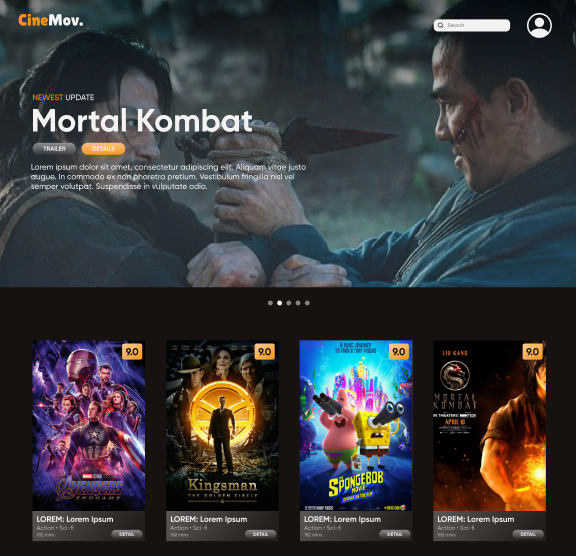 CineMov.
Search
NEWEST UPDATE
Mortal Kombat
TRAILER
DETAILS
Lorem ipsum dolor sit amet, consectetur adipiscing elit. Aliquam vitae justo
augue. In commodo ex non pharetra pretium. Vestibulum fringilla nisl vel
semper volutpat. Suspendisse in vulputate odio.
9.0
AVENGERS
ENDGAME
LOREM: Lorem Ipsum
Action • Sci-fi
182 mins
DETAIL
9.0
Kingsman
THE GOLDEN CIRCLE
LOREM: Lorem Ipsum
Action • Sci-fi
182 mins
DETAIL
9.0
THE
SPONGEBOB
MOVIE
SPONGE ON THE RUN
LOREM: Lorem Ipsum
Action • Sci-fi
182 mins
DETAIL
9.0
LIU KANG
MORTAL
KOMBAT
APRIL 16
LOREM: Lorem Ipsum
Action • Sci-fi
182 mins
DETAIL